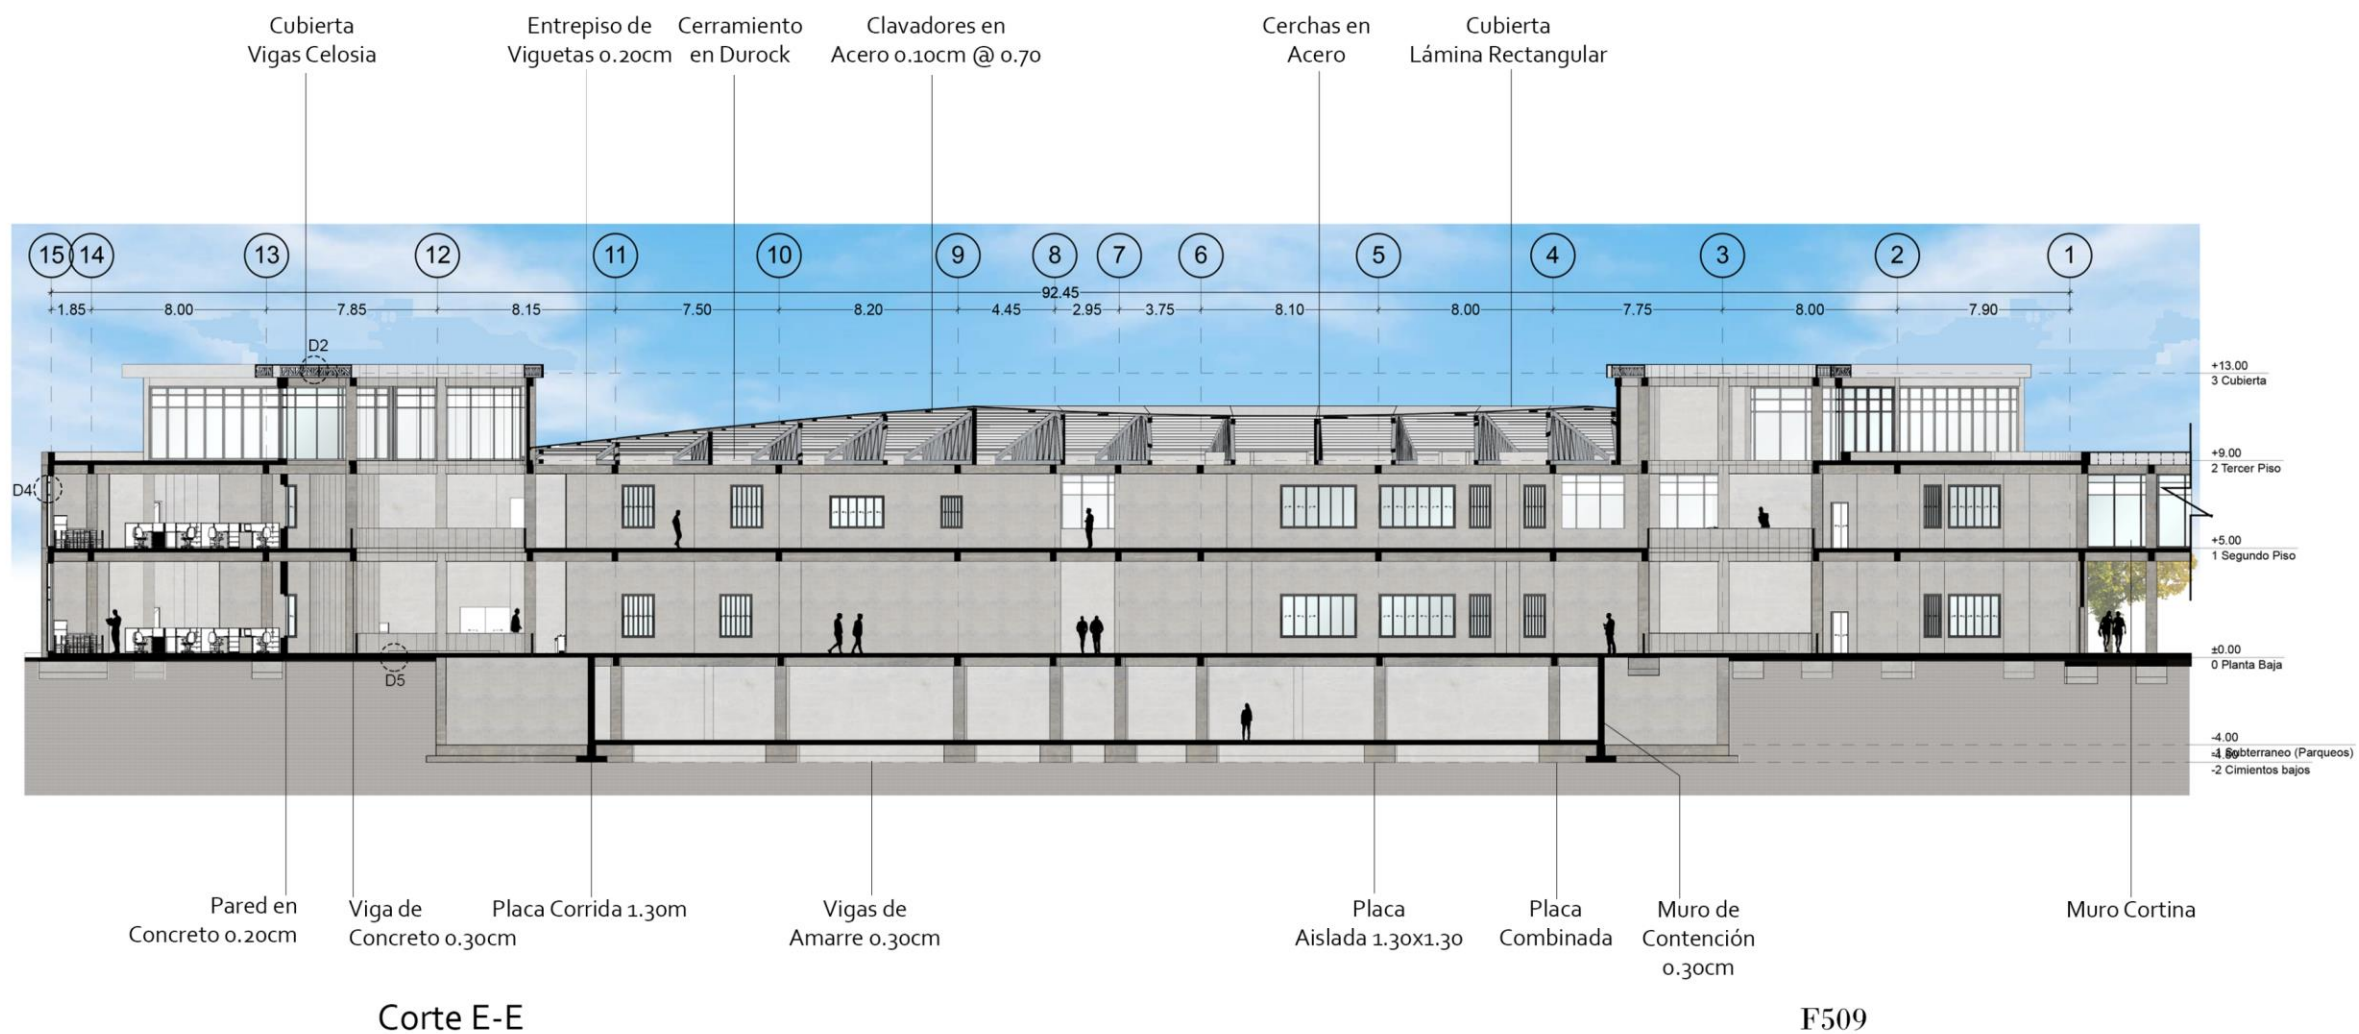 Cubierta
Vigas Celosia
Entrepiso de
Viguetas 0.20cm
Cerramiento
en Durock
Clavadores en
Acero 0.10cm @ 0.70
Cerchas en
Acero
Cubierta
Lámina Rectangular
15 14 13 12 11 10 9 8 7 6 5 4 3 2 1
92.45
1.85 8.00 7.85 8.15 7.50 8.20 4.45 2.95 3.75 8.10 8.00 7.75 8.00 7.90
D2
+13.00
3 Cubierta
+9.00
2 Tercer Piso
D4
+5.00
1 Segundo Piso
±0.00
0 Planta Baja
D5
-4.00
-1 Subterraneo (Parqueos)
-2 Cimientos bajos
Pared en
Concreto 0.20cm
Viga de
Concreto 0.30cm
Placa Corrida 1.30m
Vigas de
Amarre 0.30cm
Placa
Aislada 1.30x1.30
Placa
Combinada
Muro de
Contención
0.30cm
Muro Cortina
Corte E-E
F509